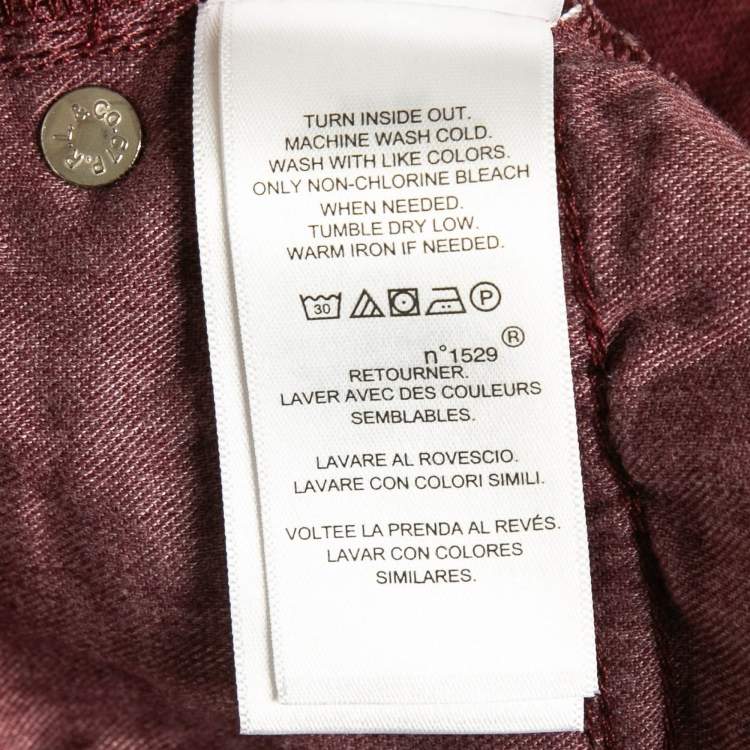 P.R.L. & CO. 67
TURN INSIDE OUT.
MACHINE WASH COLD.
WASH WITH LIKE COLORS.
ONLY NON-CHLORINE BLEACH
WHEN NEEDED.
TUMBLE DRY LOW.
WARM IRON IF NEEDED.
30 P
n°1529 ®
RETOURNER.
LAVER AVEC DES COULEURS
SEMBLABLES.
LAVARE AL ROVESCIO.
LAVARE CON COLORI SIMILI.
VOLTEE LA PRENDA AL REVÉS.
LAVAR CON COLORES
SIMILARES.